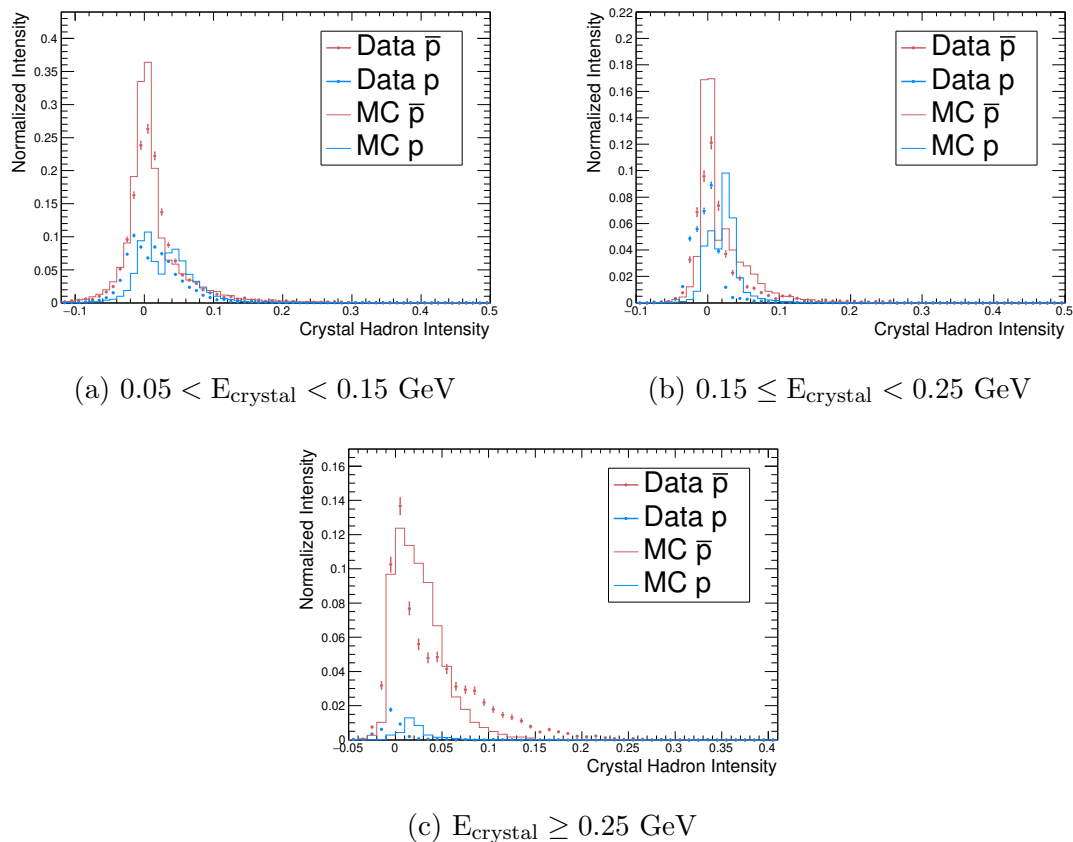 Normalized Intensity
0.4
0.35
0.3
0.25
0.2
0.15
0.1
0.05
0
−0.1 0 0.1 0.2 0.3 0.4 0.5
Crystal Hadron Intensity
Data p̅
Data p
MC p̅
MC p
(a) 0.05 < E_crystal < 0.15 GeV
Normalized Intensity
0.22
0.2
0.18
0.16
0.14
0.12
0.1
0.08
0.06
0.04
0.02
0
−0.1 0 0.1 0.2 0.3 0.4 0.5
Crystal Hadron Intensity
Data p̅
Data p
MC p̅
MC p
(b) 0.15 ≤ E_crystal < 0.25 GeV
Normalized Intensity
0.16
0.14
0.12
0.1
0.08
0.06
0.04
0.02
0
−0.05 0 0.05 0.1 0.15 0.2 0.25 0.3 0.35 0.4
Crystal Hadron Intensity
Data p̅
Data p
MC p̅
MC p
(c) E_crystal ≥ 0.25 GeV